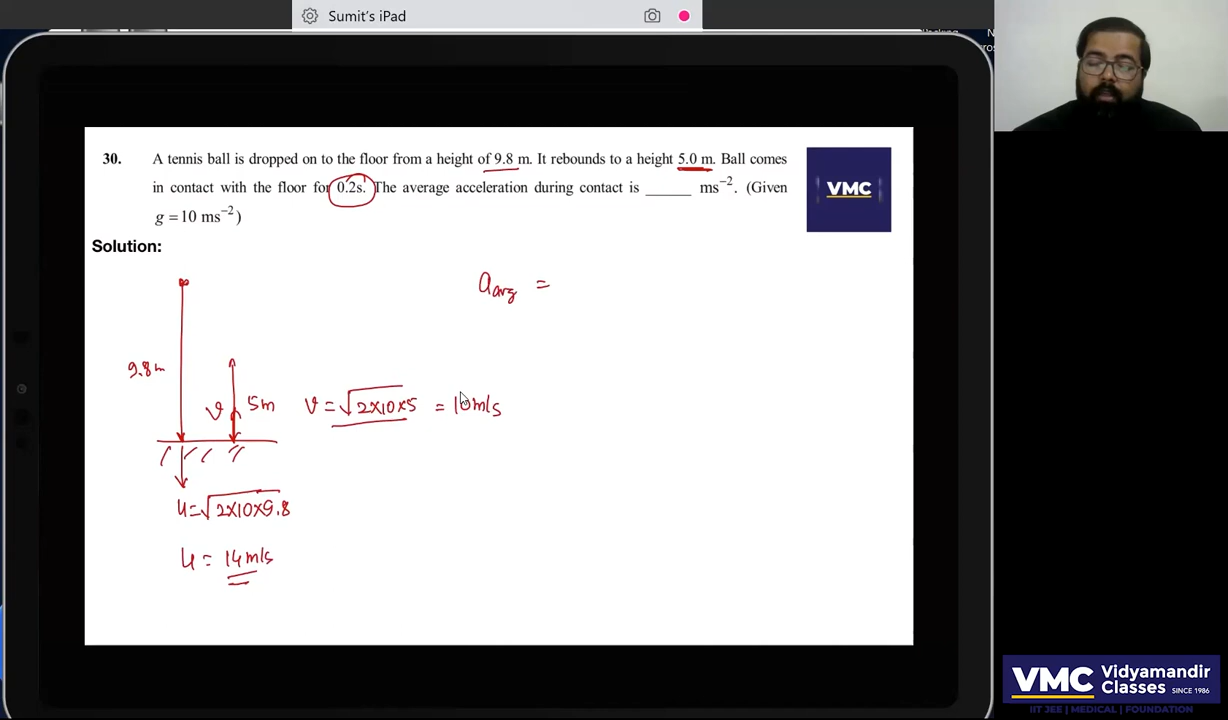 Sumit's iPad
30. A tennis ball is dropped on to the floor from a height of 9.8 m. It rebounds to a height 5.0 m. Ball comes
in contact with the floor for 0.2s. The average acceleration during contact is ______ ms⁻². (Given
g = 10 ms⁻²)
VMC
Solution:
a_avg =
9.8m
v 5m v = √2×10×5 = 10m/s
u = √2×10×9.8
u = 14m/s
VMC Vidyamandir
Classes SINCE 1986
IIT JEE | MEDICAL | FOUNDATION